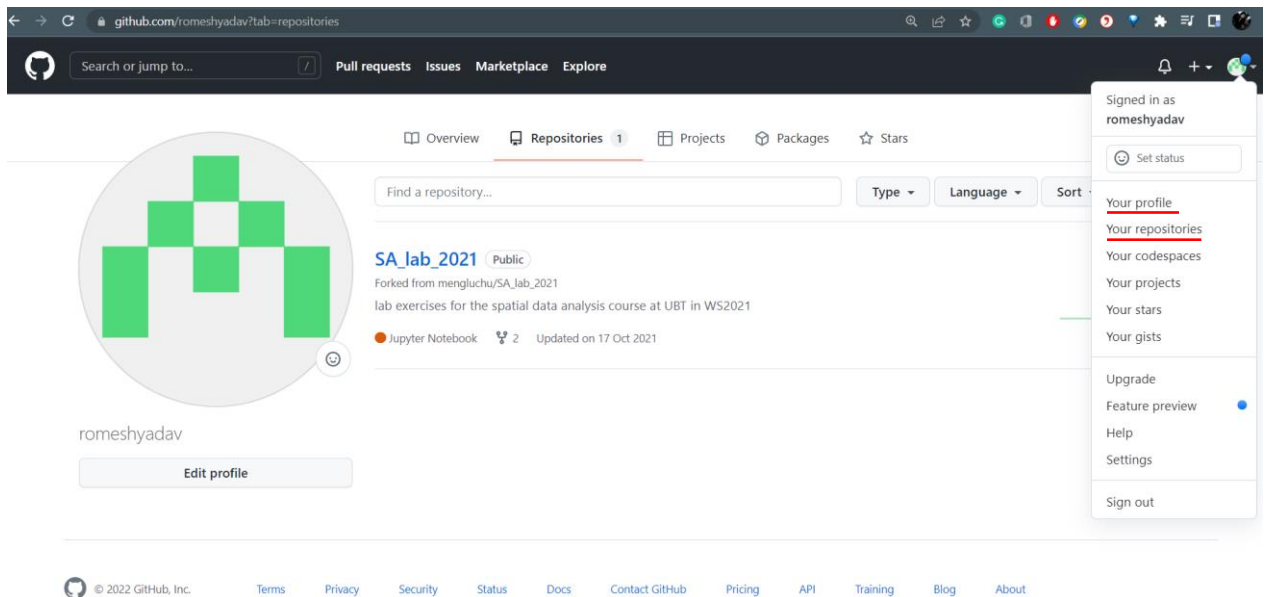 github.com/romeshyadav?tab=repositories
Search or jump to... / Pull requests Issues Marketplace Explore
Signed in as
romeshyadav
Set status
Your profile
Your repositories
Your codespaces
Your projects
Your stars
Your gists
Upgrade
Feature preview
Help
Settings
Sign out
Overview Repositories 1 Projects Packages Stars
Find a repository... Type Language Sort
SA_lab_2021 Public
Forked from mengluchu/SA_lab_2021
lab exercises for the spatial data analysis course at UBT in WS2021
Jupyter Notebook 2 Updated on 17 Oct 2021
romeshyadav
Edit profile
© 2022 GitHub, Inc. Terms Privacy Security Status Docs Contact GitHub Pricing API Training Blog About